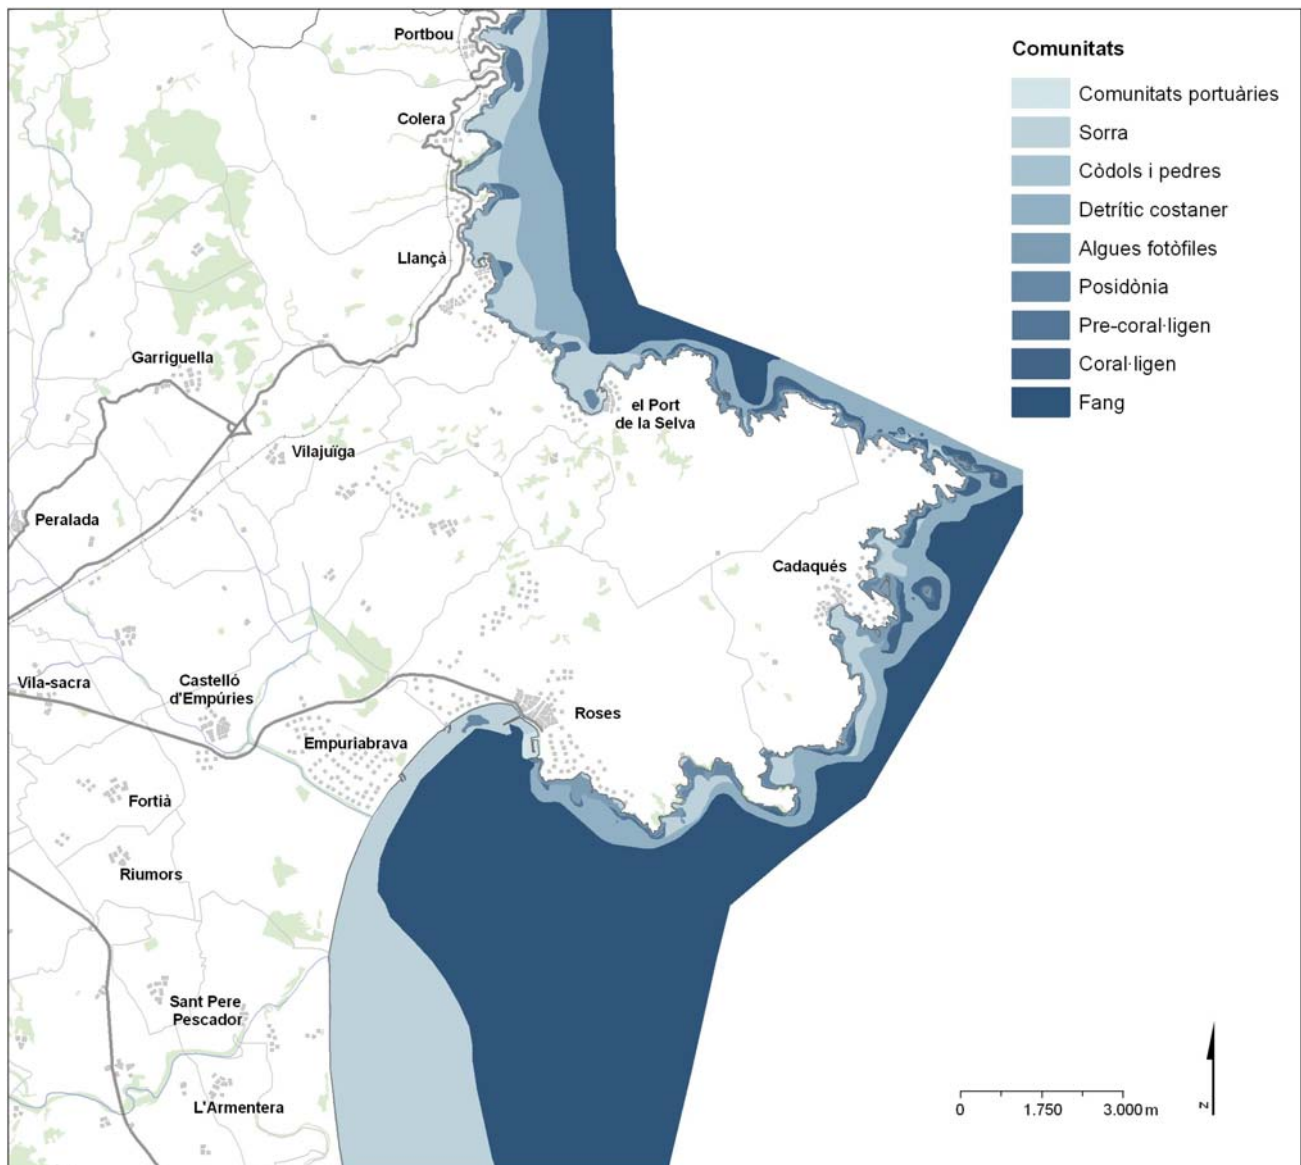 Portbou
Comunitats
Comunitats portuàries
Sorra
Còdols i pedres
Detrític costaner
Algues fotòfiles
Posidònia
Pre-coral·ligen
Coral·ligen
Fang
Colera
Llançà
Garriguella
el Port
de la Selva
Vilajuïga
Peralada
Cadaqués
Vila-sacra
Castelló
d'Empúries
Roses
Empuriabrava
Fortià
Riumors
Sant Pere
Pescador
L'Armentera
0 1.750 3.000 m
z